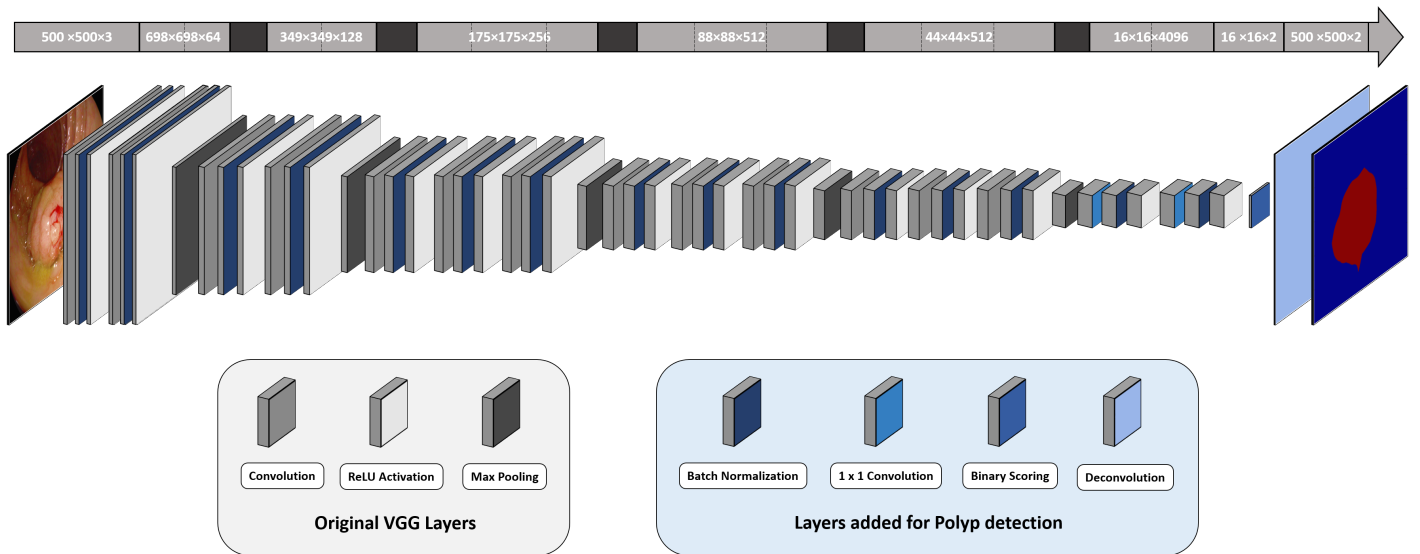 500 ×500×3 698×698×64 349×349×128 175×175×256 88×88×512 44×44×512 16×16×4096 16 ×16×2 500 ×500×2
Convolution ReLU Activation Max Pooling
Original VGG Layers
Batch Normalization 1 x 1 Convolution Binary Scoring Deconvolution
Layers added for Polyp detection